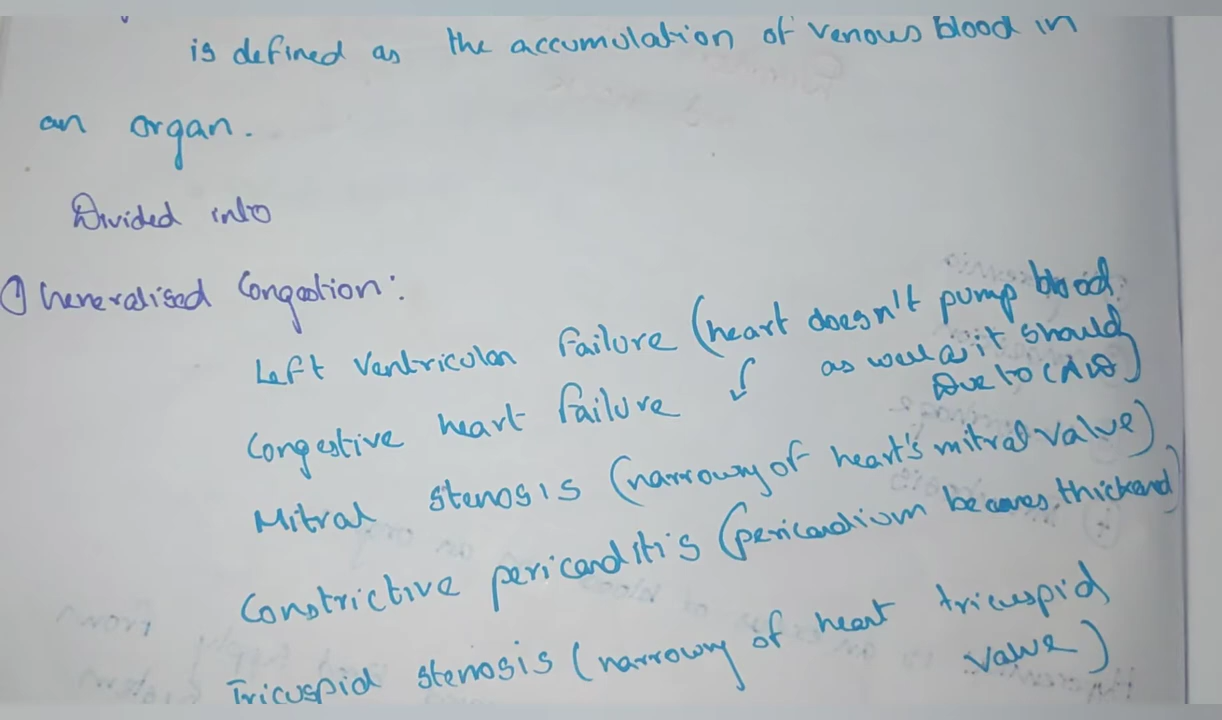 is defined as the accumulation of venous blood in
an organ.
Divided into
① Generalised Congestion:
Left Ventricular Failure (heart doesn't pump blood
as well as it should
Due to CAD)
Congestive heart failure
Mitral stenosis (narrowing of heart's mitral valve)
Constrictive pericarditis (pericardium becomes thickened)
Tricuspid stenosis (narrowing of heart tricuspid
valve)